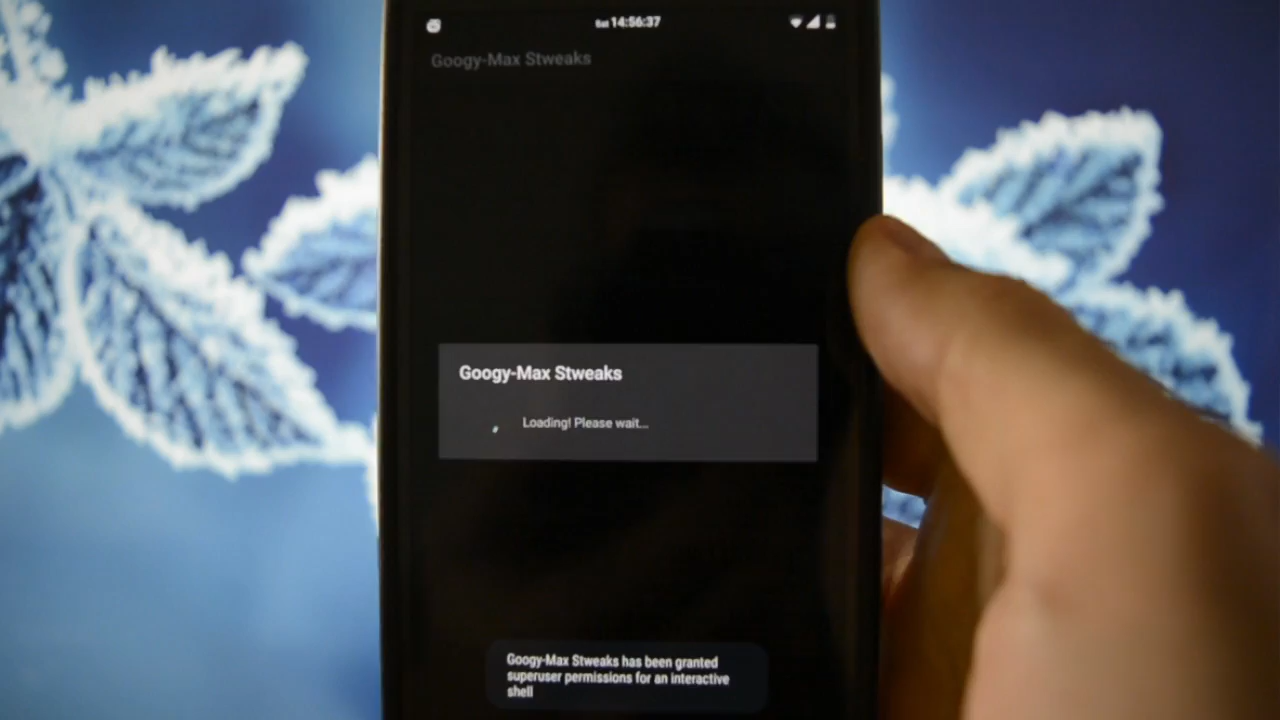 Sat 14:56:37
Googy-Max Stweaks
Googy-Max Stweaks
Loading! Please wait...
Googy-Max Stweaks has been granted
superuser permissions for an interactive
shell